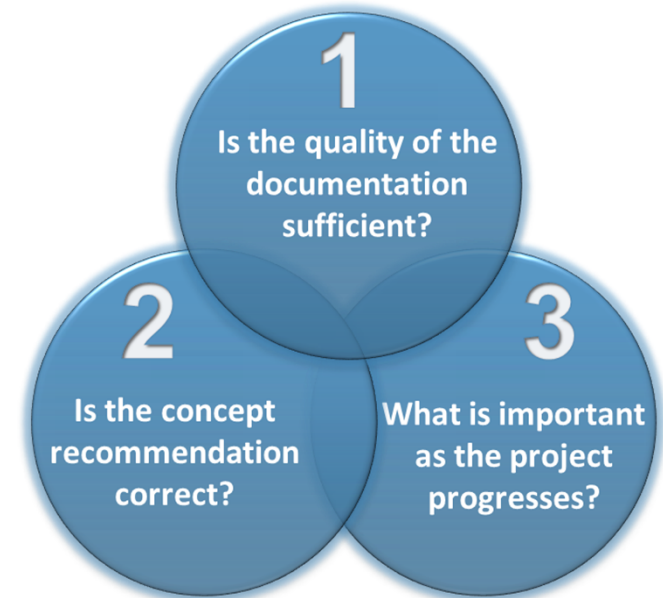 1
Is the quality of the
documentation
sufficient?
2
Is the concept
recommendation
correct?
3
What is important
as the project
progresses?